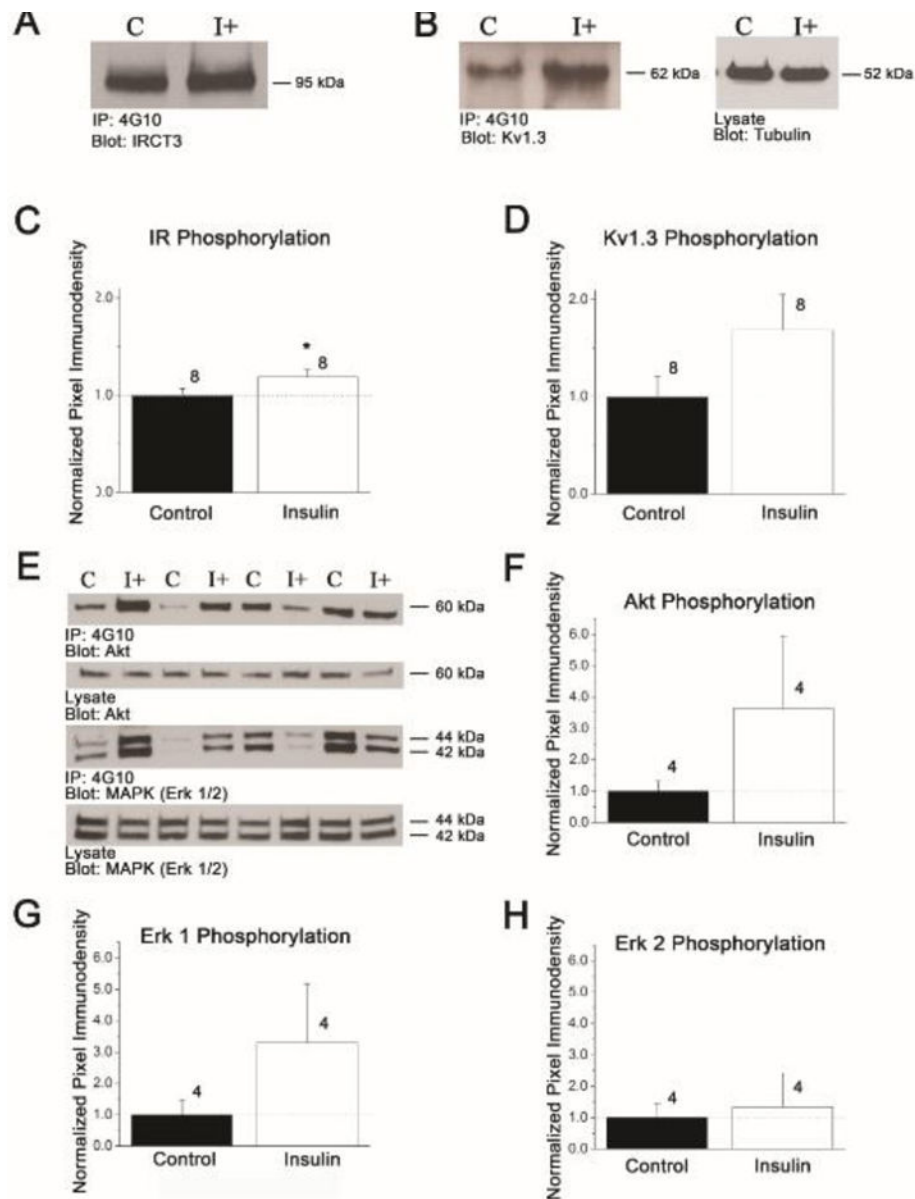 A
C I+
95 kDa
IP: 4G10
Blot: IRCT3
B
C I+
62 kDa
IP: 4G10
Blot: Kv1.3
C I+
52 kDa
Lysate
Blot: Tubulin
C
IR Phosphorylation
Normalized Pixel Immunodensity
2.0
1.0
0.0
8
*
8
Control Insulin
D
Kv1.3 Phosphorylation
Normalized Pixel Immunodensity
2.0
1.0
0.0
8
8
Control Insulin
E
C I+ C I+ C I+ C I+
60 kDa
IP: 4G10
Blot: Akt
60 kDa
Lysate
Blot: Akt
44 kDa
42 kDa
IP: 4G10
Blot: MAPK (Erk 1/2)
44 kDa
42 kDa
Lysate
Blot: MAPK (Erk 1/2)
F
Akt Phosphorylation
Normalized Pixel Immunodensity
6.0
5.0
4.0
3.0
2.0
1.0
0.0
4
4
Control Insulin
G
Erk 1 Phosphorylation
Normalized Pixel Immunodensity
6.0
5.0
4.0
3.0
2.0
1.0
0.0
4
4
Control Insulin
H
Erk 2 Phosphorylation
Normalized Pixel Immunodensity
6.0
5.0
4.0
3.0
2.0
1.0
0.0
4
4
Control Insulin